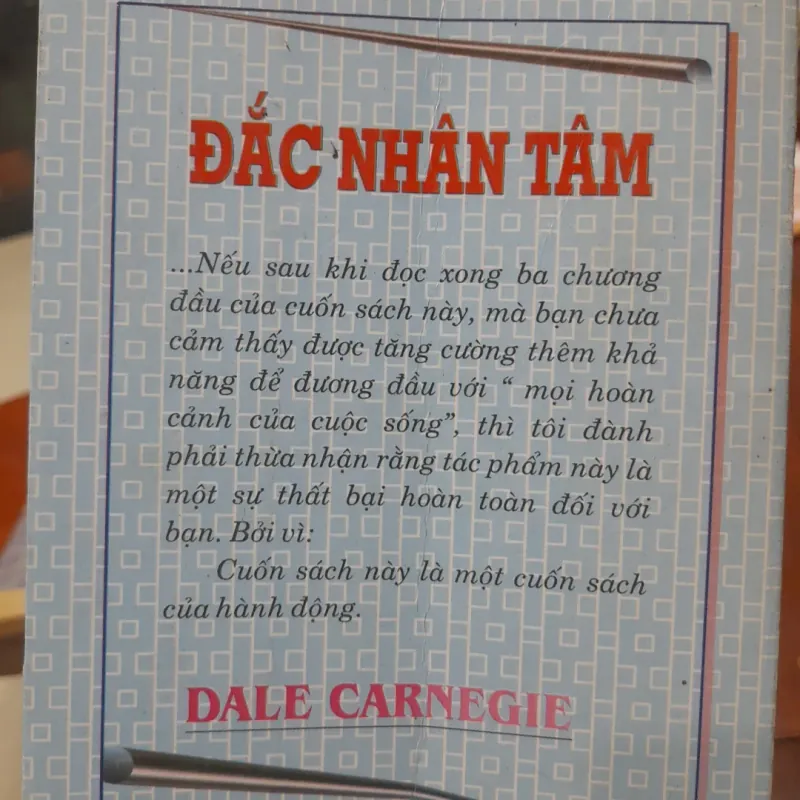 ĐẮC NHÂN TÂM
...Nếu sau khi đọc xong ba chương
đầu của cuốn sách này, mà bạn chưa
cảm thấy được tăng cường thêm khả
năng để đương đầu với “ mọi hoàn
cảnh của cuộc sống”, thì tôi đành
phải thừa nhận rằng tác phẩm này là
một sự thất bại hoàn toàn đối với
bạn. Bởi vì:
Cuốn sách này là một cuốn sách
của hành động.
DALE CARNEGIE